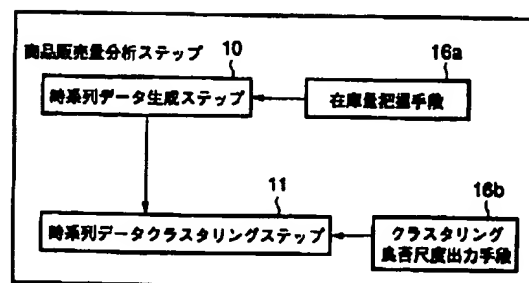 商品販売量分析ステップ
10
16a
時系列データ生成ステップ
在庫量把握手段
11
16b
時系列データクラスタリングステップ
クラスタリング
良否尺度出力手段